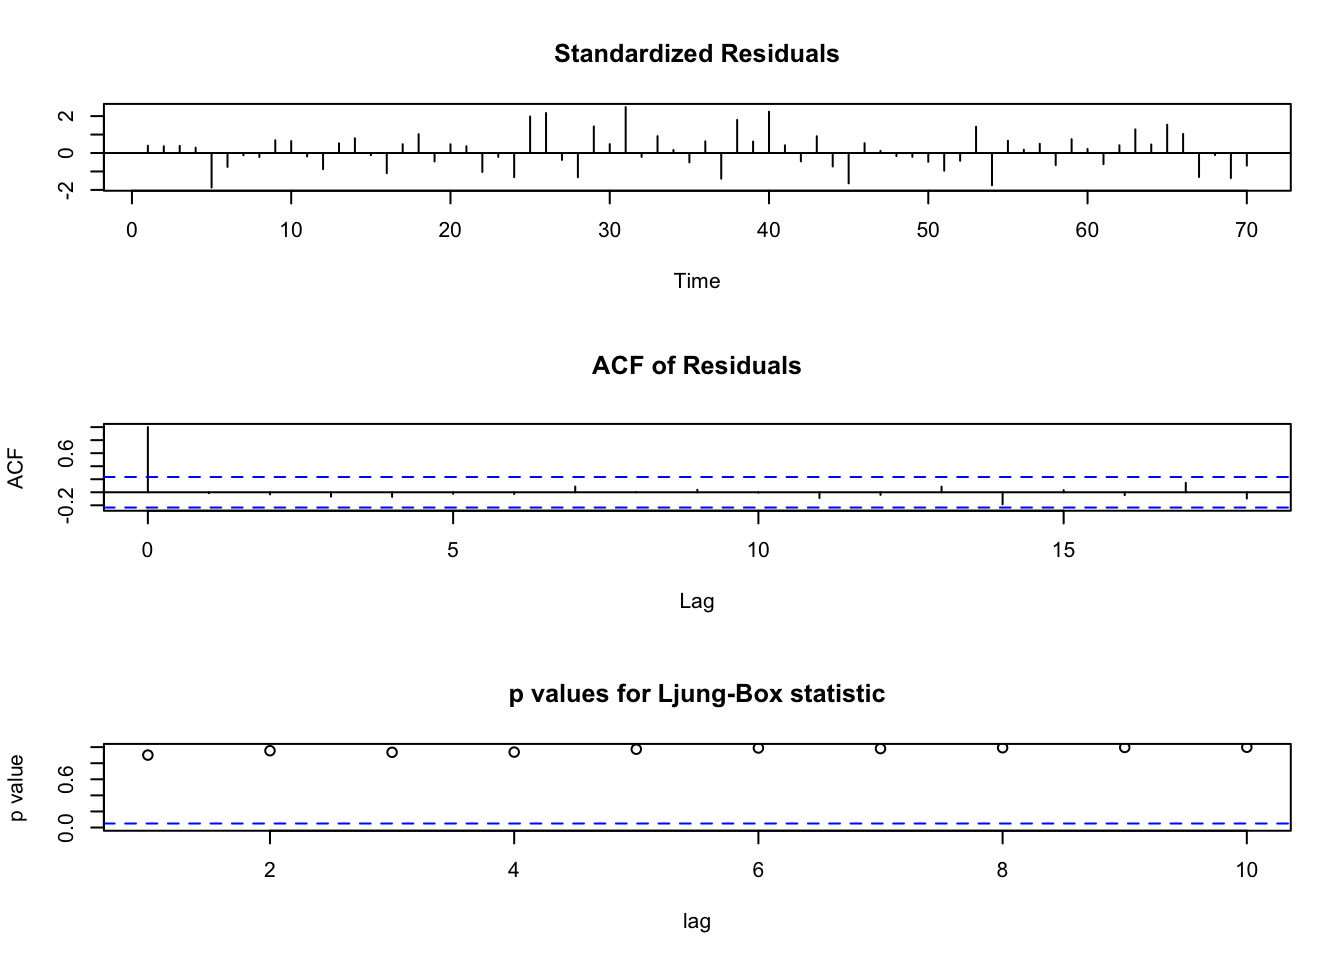 Standardized Residuals
2
0
-2
0 10 20 30 40 50 60 70
Time
ACF of Residuals
ACF
0.6
-0.2
0 5 10 15
Lag
p values for Ljung-Box statistic
p value
0.6
0.0
2 4 6 8 10
lag